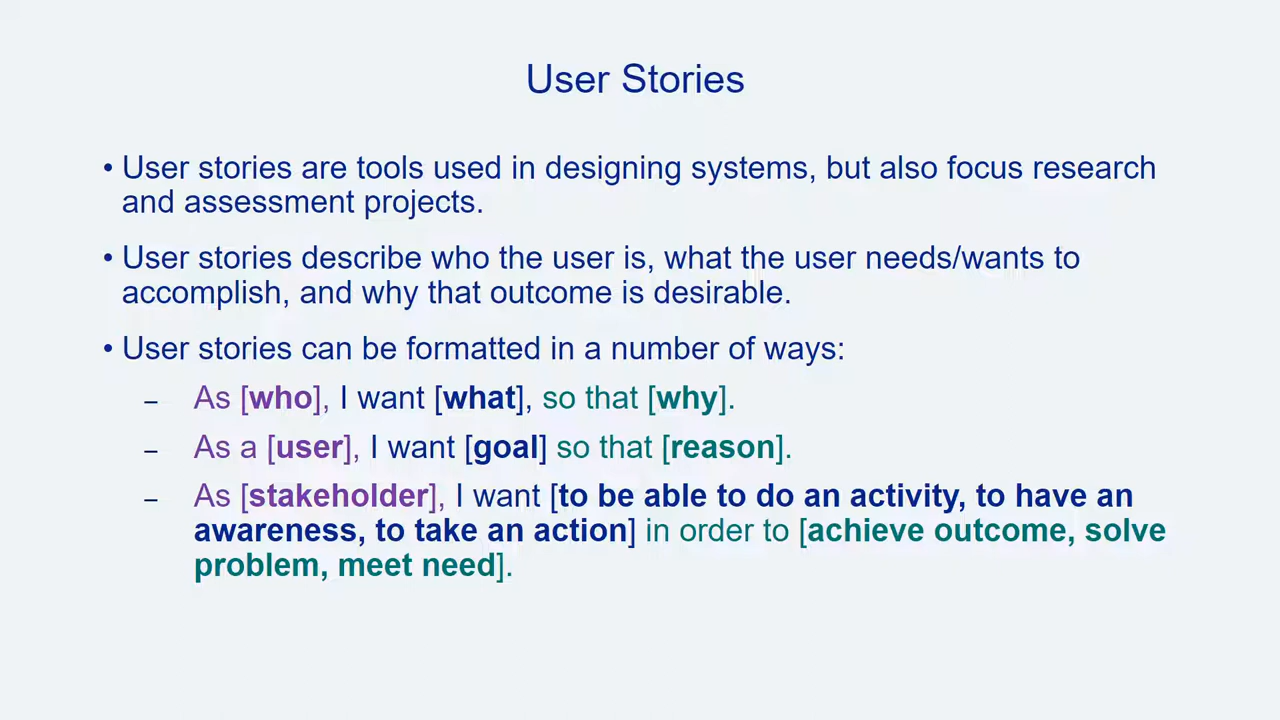 User Stories
• User stories are tools used in designing systems, but also focus research
and assessment projects.
• User stories describe who the user is, what the user needs/wants to
accomplish, and why that outcome is desirable.
• User stories can be formatted in a number of ways:
– As [who], I want [what], so that [why].
– As a [user], I want [goal] so that [reason].
– As [stakeholder], I want [to be able to do an activity, to have an
awareness, to take an action] in order to [achieve outcome, solve
problem, meet need].